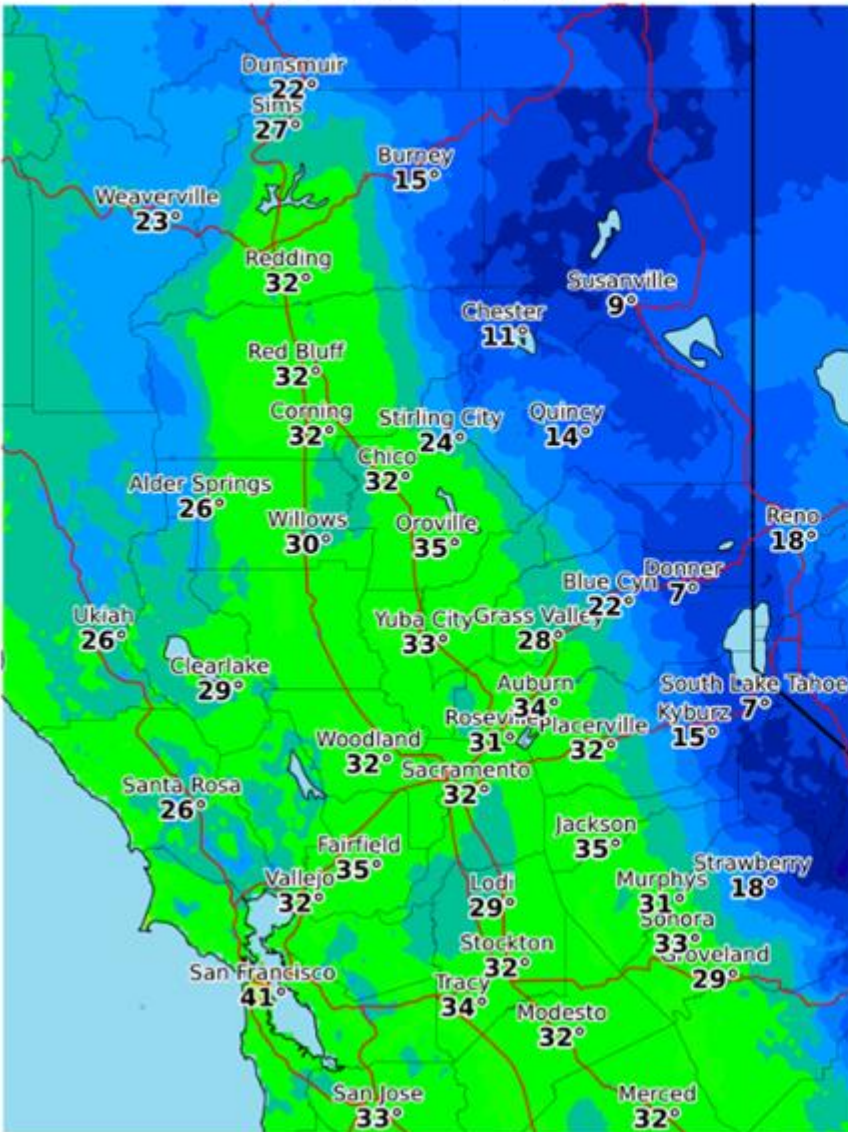 Dunsmuir
22°
Sims
27°
Burney
15°
Weaverville
23°
Redding
32°
Susanville
9°
Chester
11°
Red Bluff
32°
Corning
32°
Stirling City
24°
Quincy
14°
Chico
32°
Alder Springs
26°
Willows
30°
Oroville
35°
Reno
18°
Donner
7°
Blue Cyn
22°
Ukiah
26°
Yuba City
33°
Grass Valley
28°
Clearlake
29°
Auburn
34°
South Lake Tahoe
7°
Roseville
31°
Placerville
32°
Kyburz
15°
Woodland
32°
Sacramento
32°
Santa Rosa
26°
Jackson
35°
Fairfield
35°
Vallejo
32°
Lodi
29°
Murphys
31°
Strawberry
18°
Sonora
33°
Stockton
32°
Groveland
29°
San Francisco
41°
Tracy
34°
Modesto
32°
San Jose
33°
Merced
32°